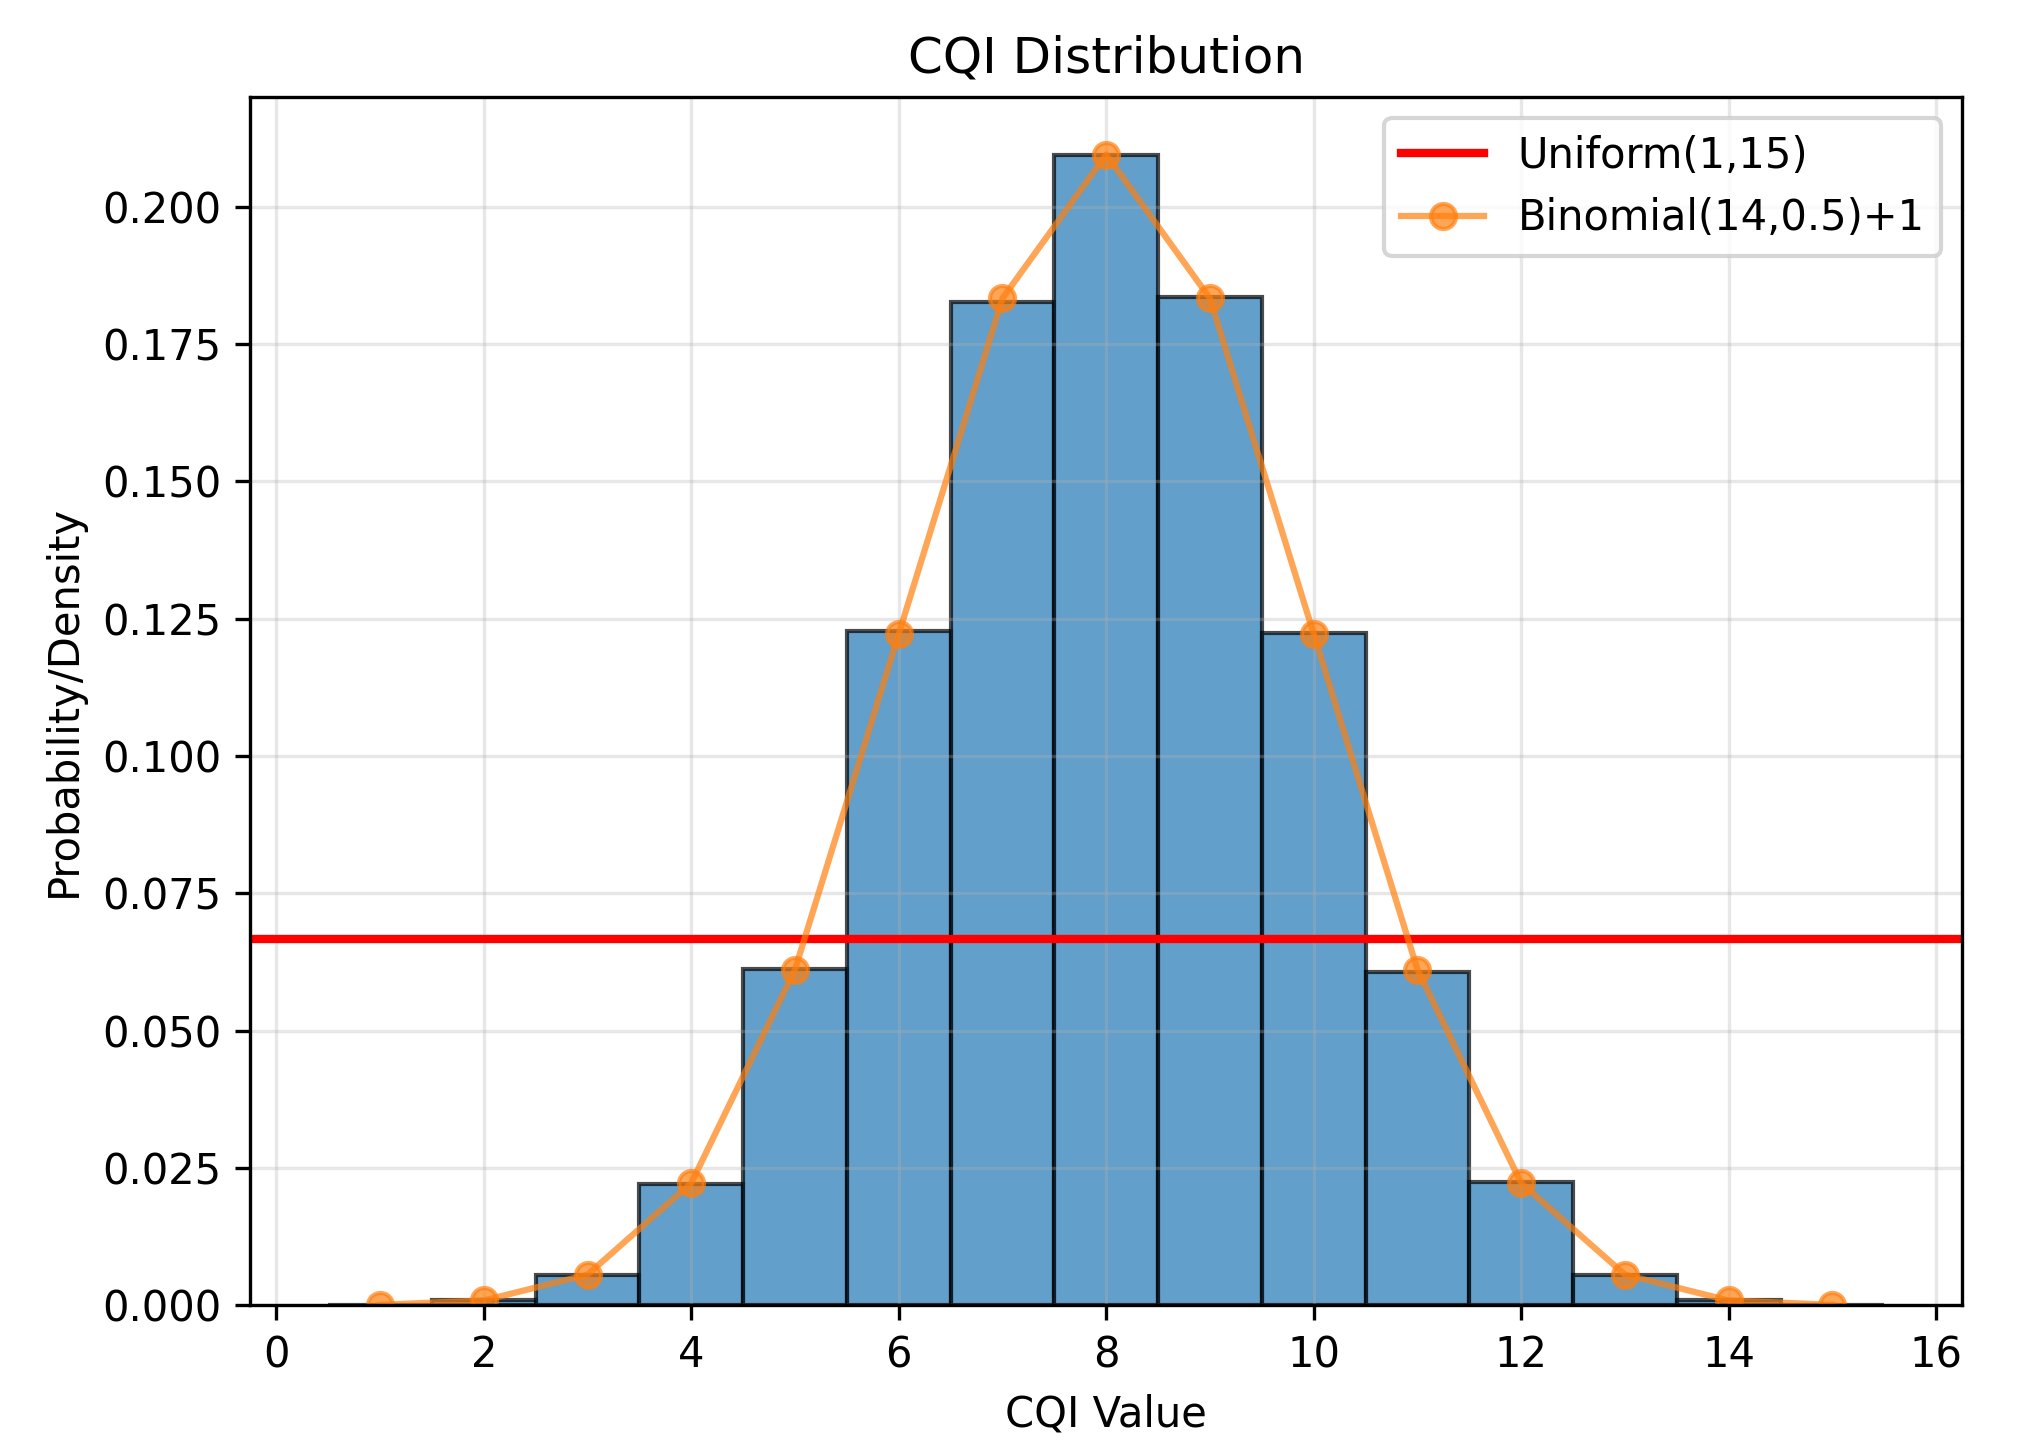 CQI Distribution
Uniform(1,15)
Binomial(14,0.5)+1
Probability/Density
0.200
0.175
0.150
0.125
0.100
0.075
0.050
0.025
0.000
0 2 4 6 8 10 12 14 16
CQI Value